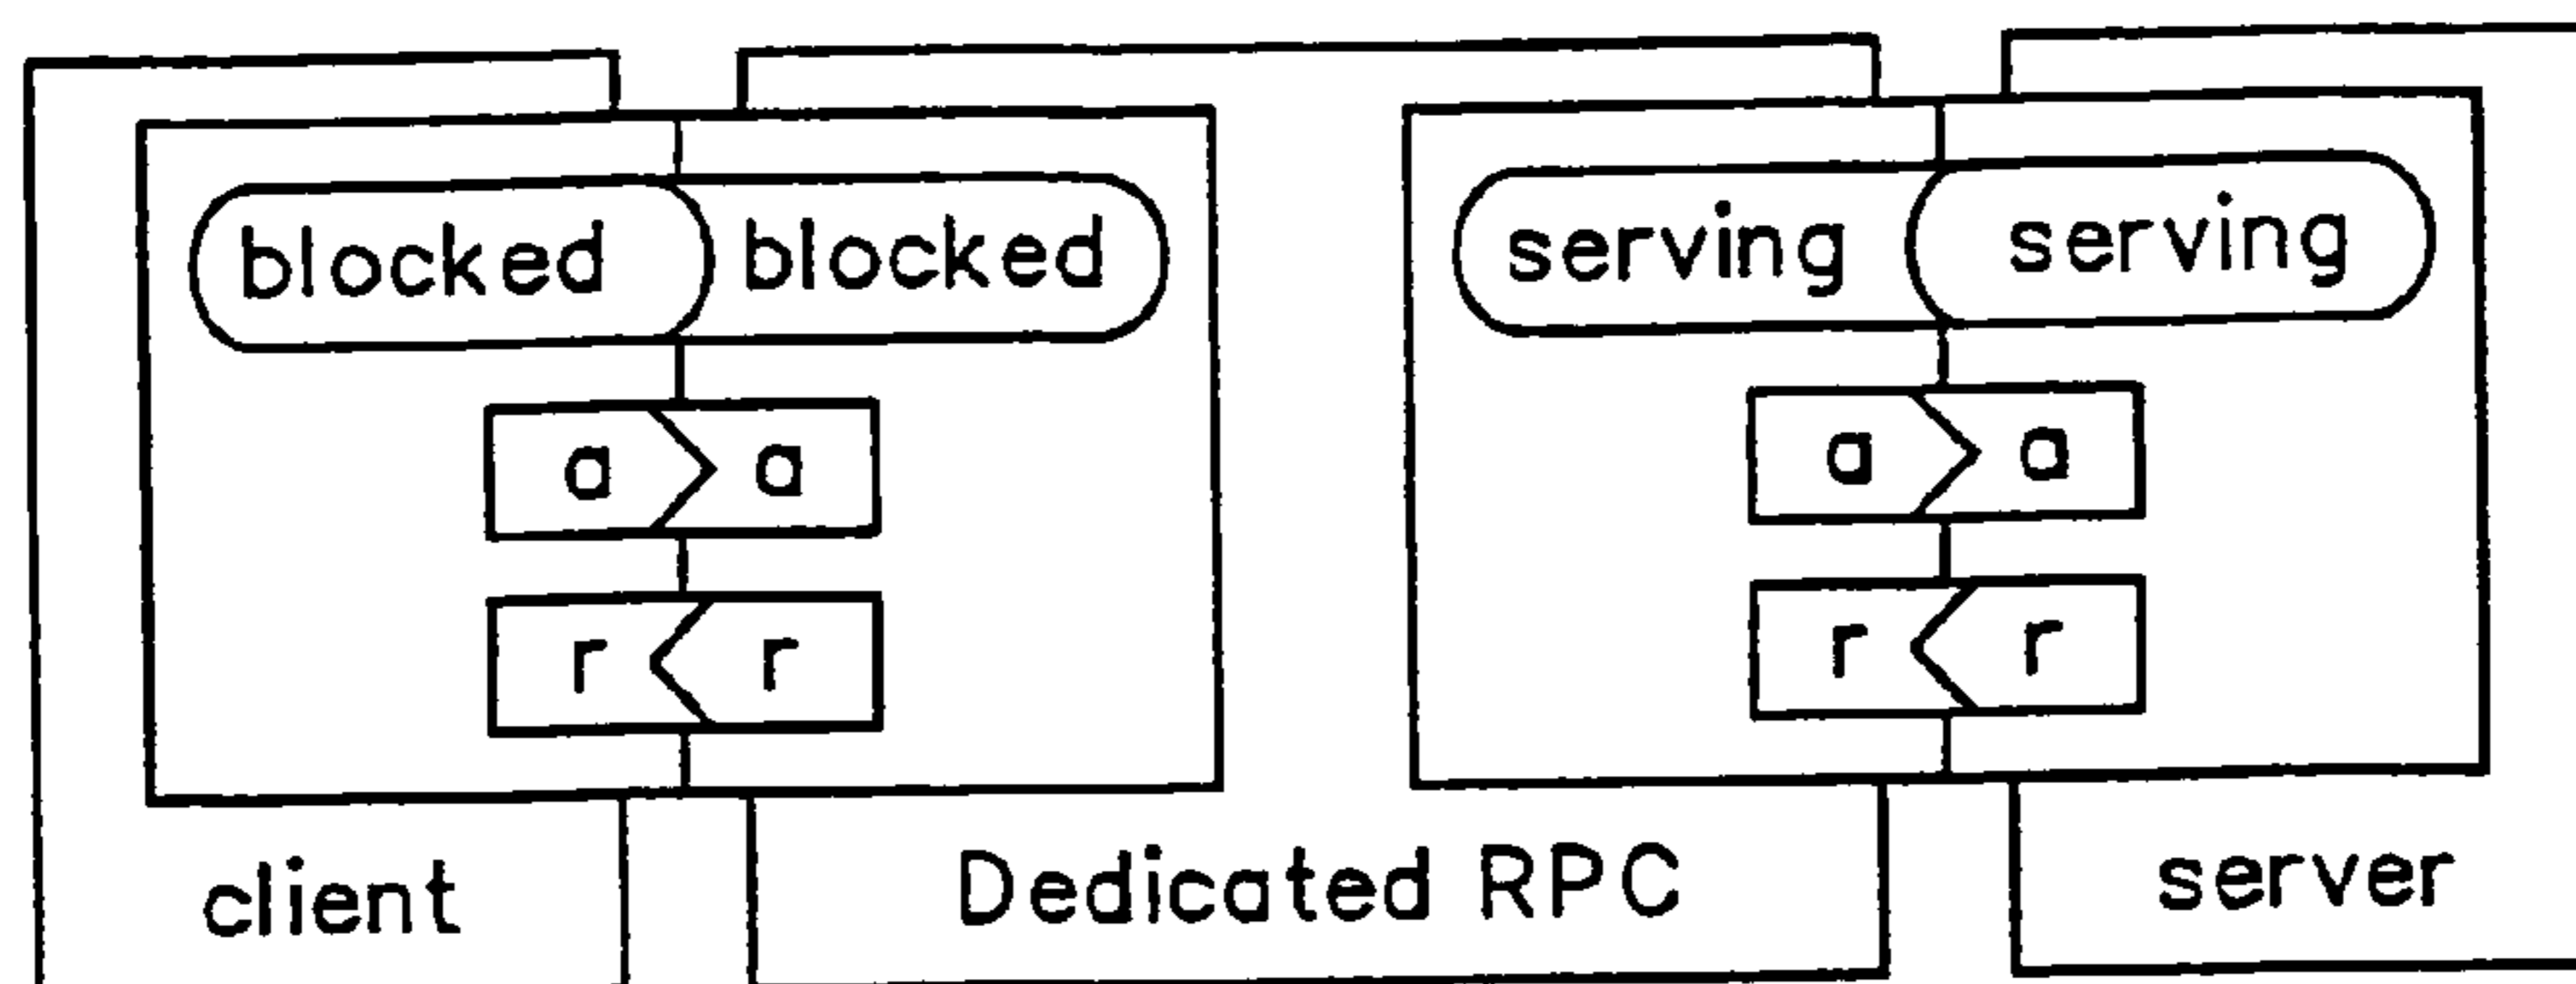 blocked blocked serving serving
a a a a
r r r r
client Dedicated RPC server